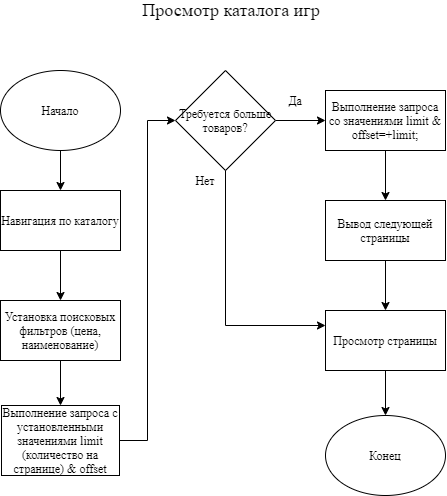 Просмотр каталога игр
Начало
Навигация по каталогу
Установка поисковых
фильтров (цена,
наименование)
Выполнение запроса с
установленными
значениями limit
(количество на
странице) & offset
Требуется больше
товаров?
Да
Нет
Выполнение запроса
со значениями limit &
offset=+limit;
Вывод следующей
страницы
Просмотр страницы
Конец